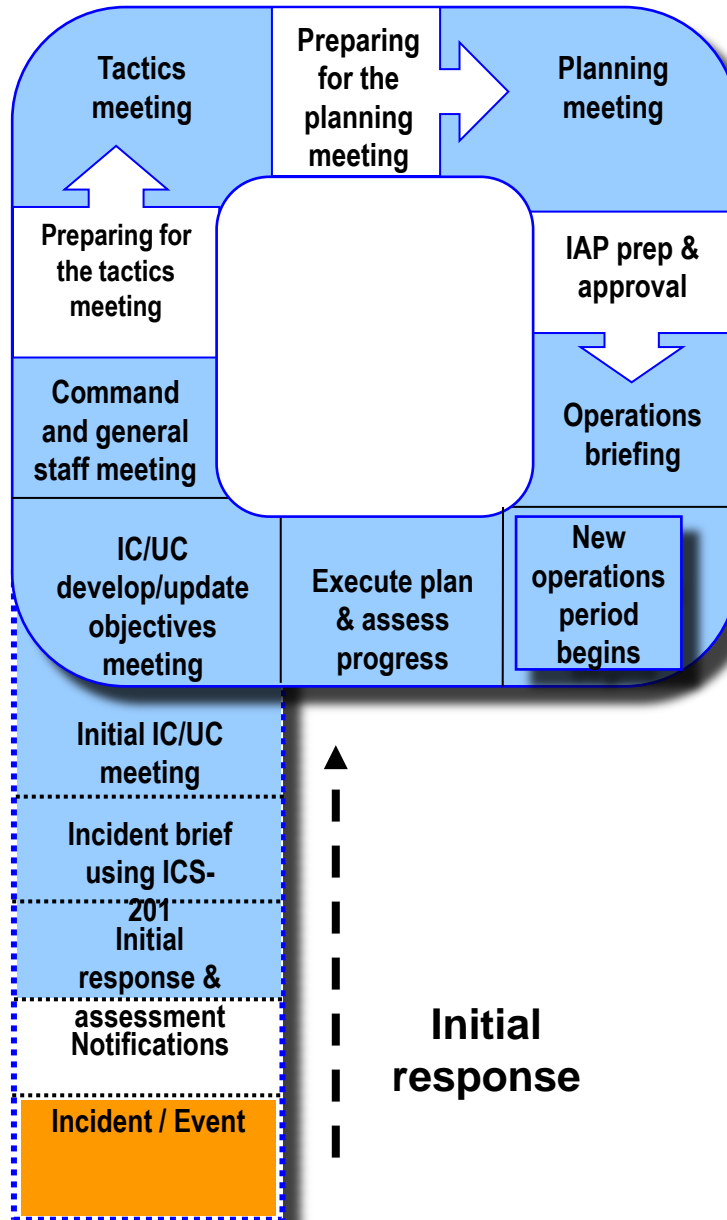 Tactics
meeting
Preparing
for the
planning
meeting
Planning
meeting
Preparing for
the tactics
meeting
IAP prep &
approval
Command
and general
staff meeting
Operations
briefing
IC/UC
develop/update
objectives
meeting
Execute plan
& assess
progress
New
operations
period
begins
Initial IC/UC
meeting
Incident brief
using ICS-
201
Initial
response &
assessment
Notifications
Incident / Event
Initial
response